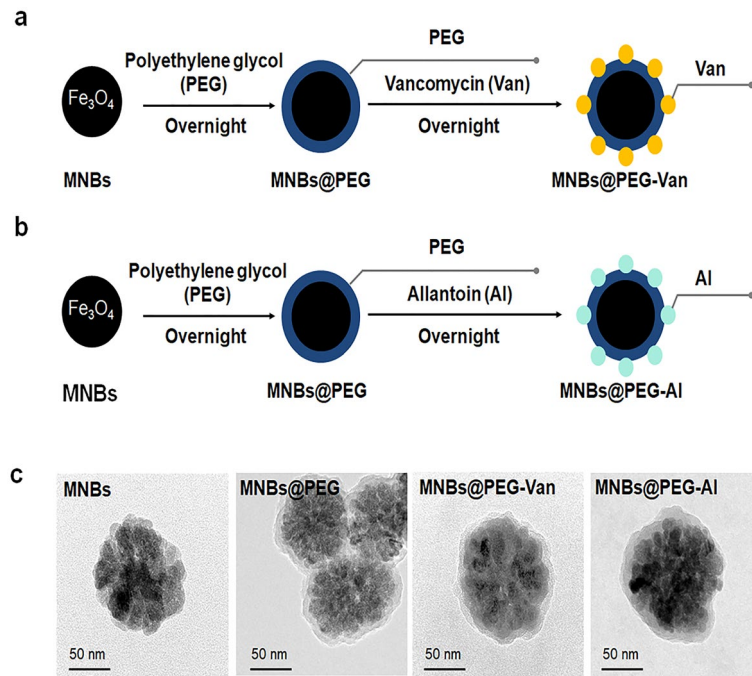 a
PEG
Polyethylene glycol
(PEG)
Vancomycin (Van)
Van
Fe3O4
Overnight
Overnight
MNBs
MNBs@PEG
MNBs@PEG-Van
b
PEG
Polyethylene glycol
(PEG)
Allantoin (Al)
Al
Fe3O4
Overnight
Overnight
MNBs
MNBs@PEG
MNBs@PEG-Al
c
MNBs
MNBs@PEG
MNBs@PEG-Van
MNBs@PEG-Al
50 nm
50 nm
50 nm
50 nm